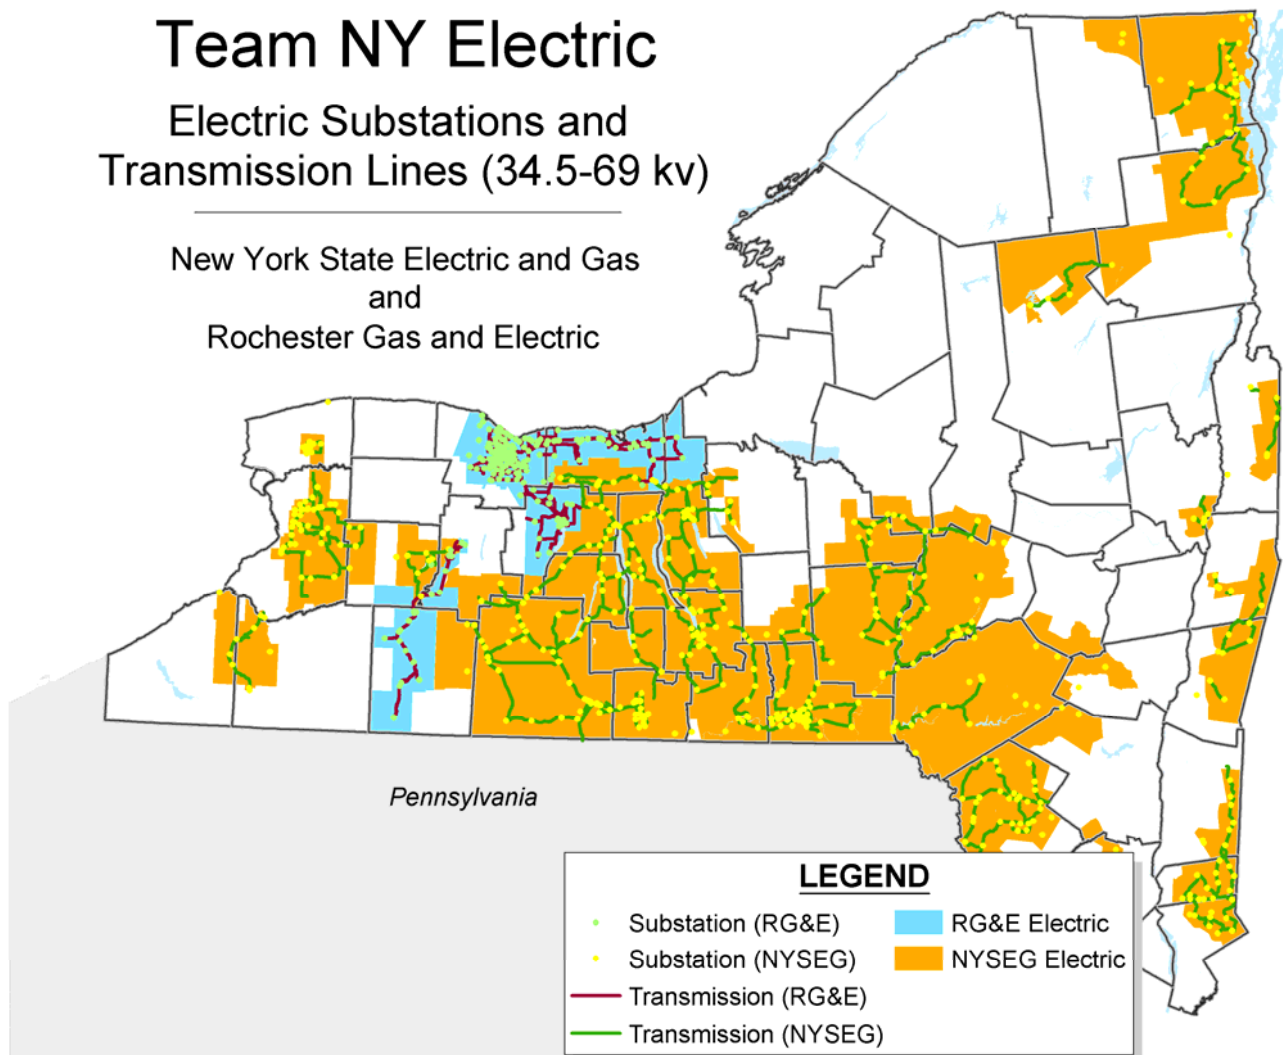 Team NY Electric
Electric Substations and
Transmission Lines (34.5-69 kv)
New York State Electric and Gas
and
Rochester Gas and Electric
Pennsylvania
LEGEND
Substation (RG&E)
RG&E Electric
Substation (NYSEG)
NYSEG Electric
Transmission (RG&E)
Transmission (NYSEG)